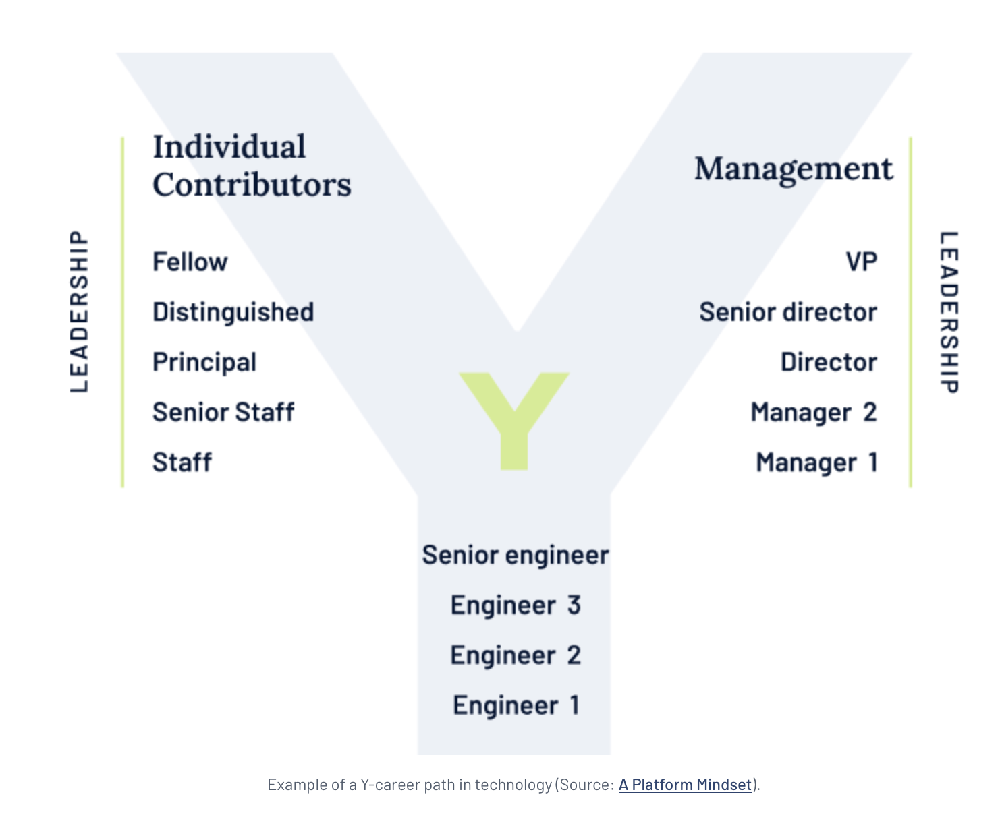 Individual
Contributors
LEADERSHIP
Fellow
Distinguished
Principal
Senior Staff
Staff
Management
VP
Senior director
Director
Manager 2
Manager 1
LEADERSHIP
Y
Senior engineer
Engineer 3
Engineer 2
Engineer 1
Example of a Y-career path in technology (Source: A Platform Mindset).